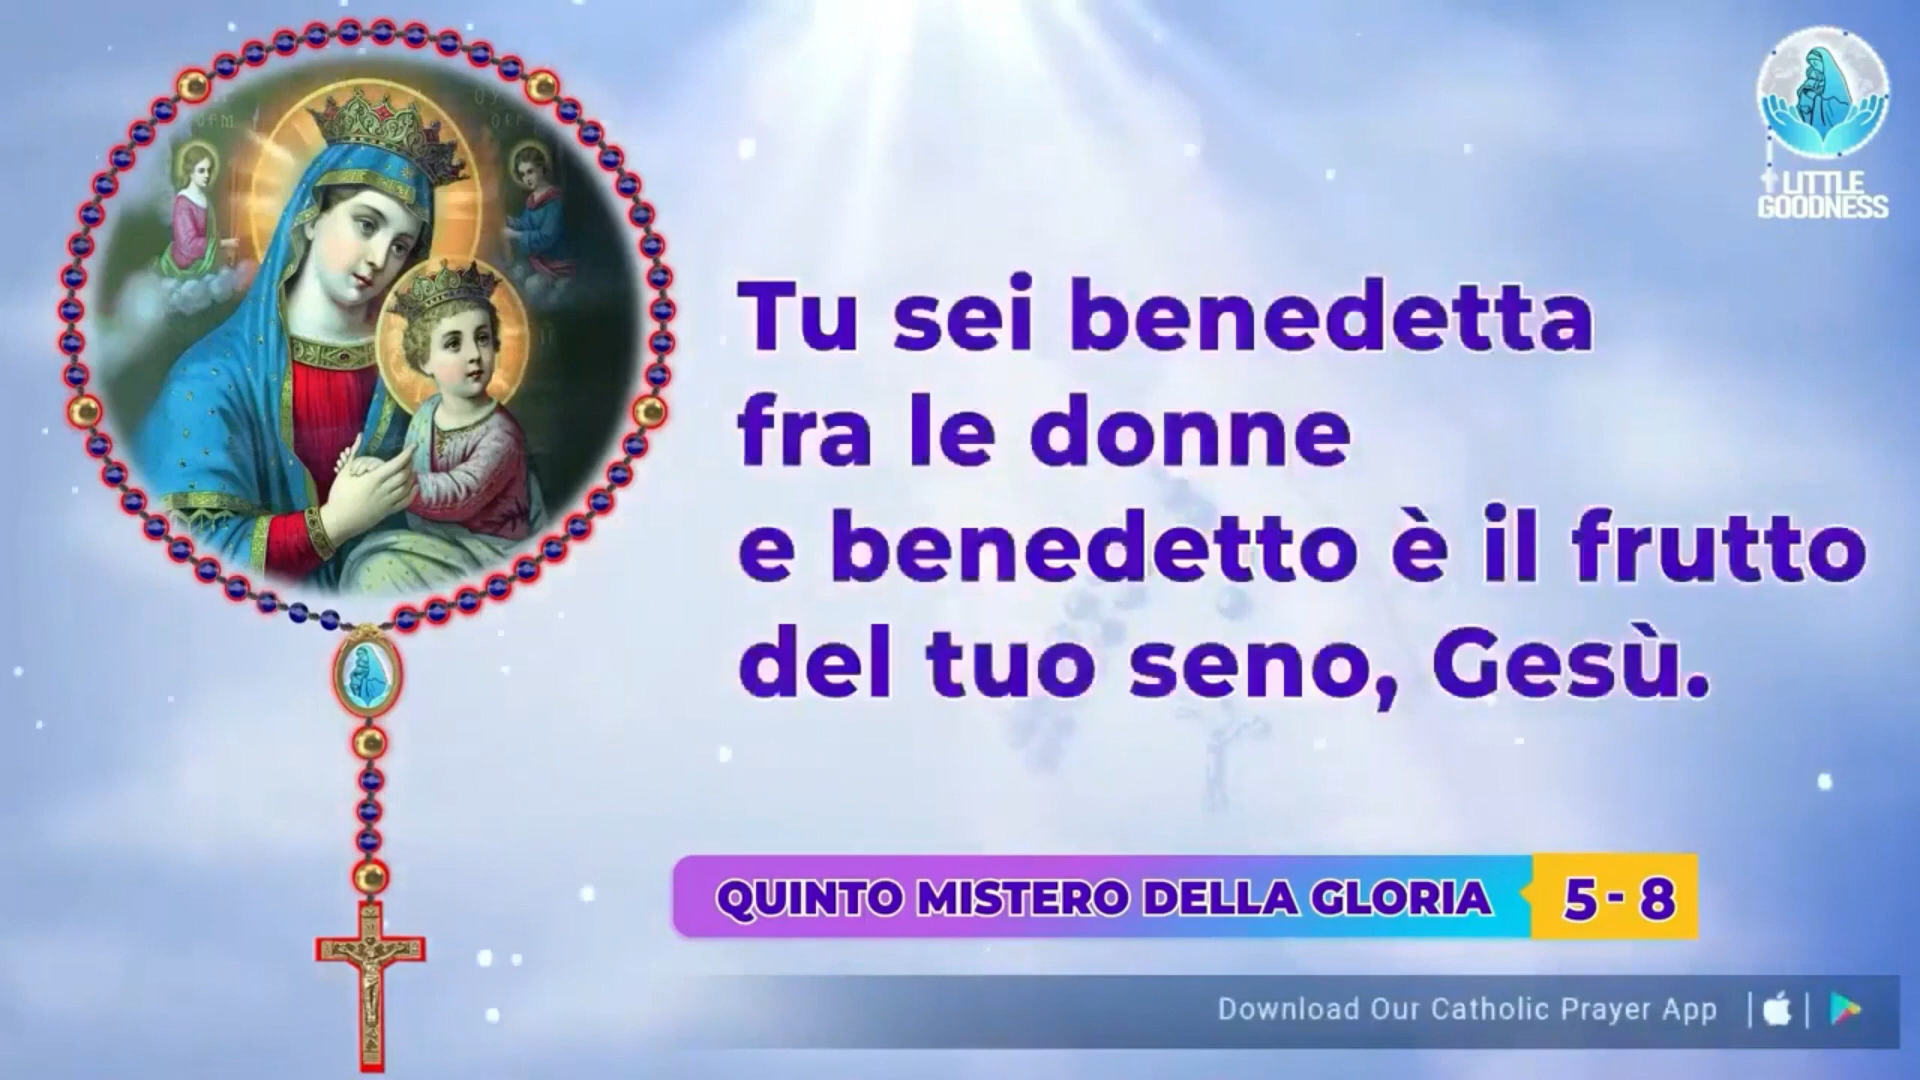 LITTLE
GOODNESS
Tu sei benedetta
fra le donne
e benedetto è il frutto
del tuo seno, Gesù.
QUINTO MISTERO DELLA GLORIA 5 - 8
Download Our Catholic Prayer App